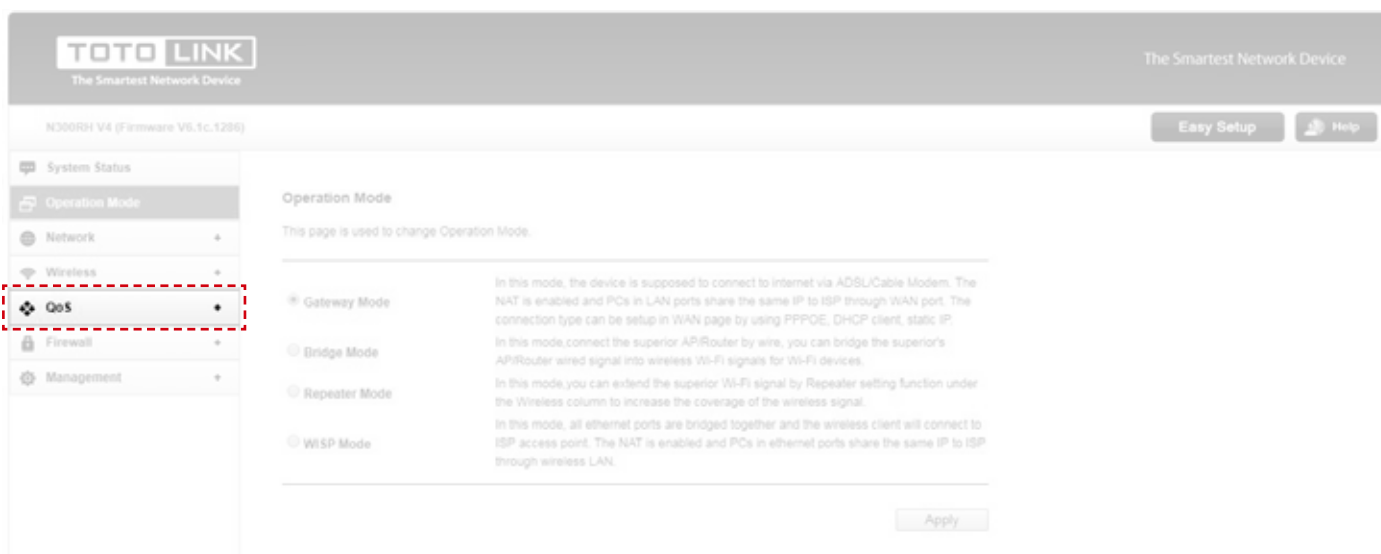 TOTO LINK
The Smartest Network Device
The Smartest Network Device
N300RH V4 (Firmware V6.1c.1286)
Easy Setup
Help
System Status
Operation Mode
Network +
Wireless +
QoS +
Firewall +
Management +
Operation Mode
This page is used to change Operation Mode.
Gateway Mode
In this mode, the device is supposed to connect to internet via ADSL/Cable Modem. The
NAT is enabled and PCs in LAN ports share the same IP to ISP through WAN port. The
connection type can be setup in WAN page by using PPPOE, DHCP client, static IP.
Bridge Mode
In this mode,connect the superior AP/Router by wire, you can bridge the superior's
AP/Router wired signal into wireless Wi-Fi signals for Wi-Fi devices.
Repeater Mode
In this mode,you can extend the superior Wi-Fi signal by Repeater setting function under
the Wireless column to increase the coverage of the wireless signal.
WISP Mode
In this mode, all ethernet ports are bridged together and the wireless client will connect to
ISP access point. The NAT is enabled and PCs in ethernet ports share the same IP to ISP
through wireless LAN.
Apply